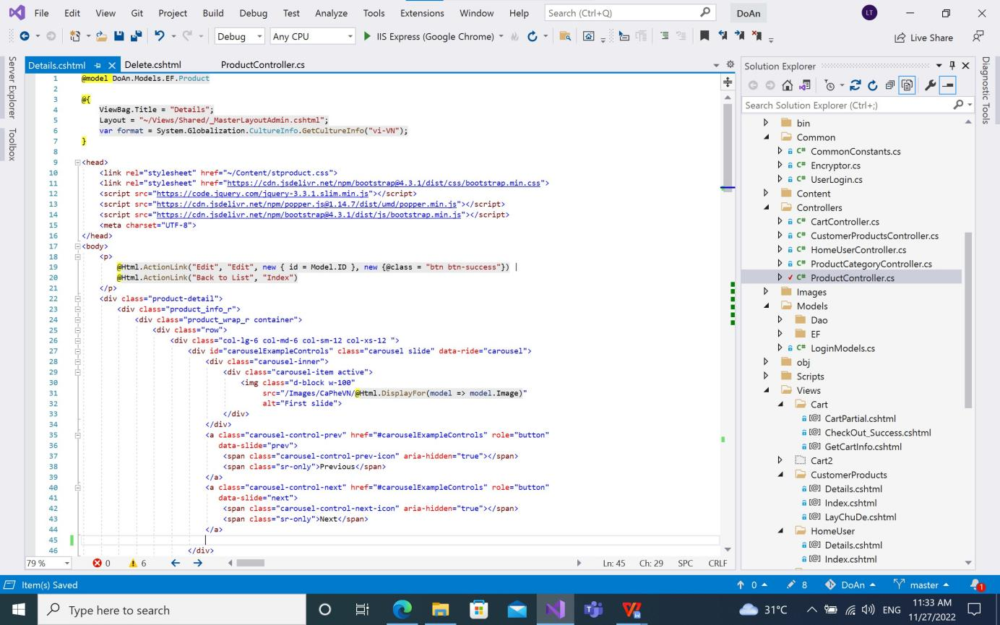 File Edit View Git Project Build Debug Test Analyze Tools Extensions Window Help Search (Ctrl+Q) DoAn LT
Debug Any CPU IIS Express (Google Chrome) Live Share
Server Explorer
Toolbox
Details.cshtml Delete.cshtml ProductController.cs
1 @model DoAn.Models.EF.Product
2
3 @{
4 ViewBag.Title = "Details";
5 Layout = "~/Views/Shared/_MasterLayoutAdmin.cshtml";
6 var format = System.Globalization.CultureInfo.GetCultureInfo("vi-VN");
7 }
8
9 <head>
10 <link rel="stylesheet" href="~/Content/stproduct.css">
11 <link rel="stylesheet" href="https://cdn.jsdelivr.net/npm/bootstrap@4.3.1/dist/css/bootstrap.min.css">
12 <script src="https://code.jquery.com/jquery-3.3.1.slim.min.js"></script>
13 <script src="https://cdn.jsdelivr.net/npm/popper.js@1.14.7/dist/umd/popper.min.js"></script>
14 <script src="https://cdn.jsdelivr.net/npm/bootstrap@4.3.1/dist/js/bootstrap.min.js"></script>
15 <meta charset="UTF-8">
16 </head>
17 <body>
18 <p>
19 @Html.ActionLink("Edit", "Edit", new { id = Model.ID }, new {@class = "btn btn-success"}) |
20 @Html.ActionLink("Back to List", "Index")
21 </p>
22 <div class="product-detail">
23 <div class="product_info_r">
24 <div class="product_wrap_r container">
25 <div class="row">
26 <div class="col-lg-6 col-md-6 col-sm-12 col-xs-12 ">
27 <div id="carouselExampleControls" class="carousel slide" data-ride="carousel">
28 <div class="carousel-inner">
29 <div class="carousel-item active">
30 <img class="d-block w-100"
31 src="/Images/CaPheVN/@Html.DisplayFor(model => model.Image)"
32 alt="First slide">
33 </div>
34 </div>
35 <a class="carousel-control-prev" href="#carouselExampleControls" role="button"
36 data-slide="prev">
37 <span class="carousel-control-prev-icon" aria-hidden="true"></span>
38 <span class="sr-only">Previous</span>
39 </a>
40 <a class="carousel-control-next" href="#carouselExampleControls" role="button"
41 data-slide="next">
42 <span class="carousel-control-next-icon" aria-hidden="true"></span>
43 <span class="sr-only">Next</span>
44 </a>
45
46 </div>
79 % 0 6 Ln: 45 Ch: 29 SPC CRLF
Solution Explorer
Search Solution Explorer (Ctrl+;)
bin
Common
C# CommonConstants.cs
C# Encryptor.cs
C# UserLogin.cs
Content
Controllers
C# CartController.cs
C# CustomerProductsController.cs
C# HomeUserController.cs
C# ProductCategoryController.cs
C# ProductController.cs
Images
Models
Dao
EF
C# LoginModels.cs
obj
Scripts
Views
Cart
[@] CartPartial.cshtml
[@] CheckOut_Success.cshtml
[@] GetCartInfo.cshtml
Cart2
CustomerProducts
[@] Details.cshtml
[@] Index.cshtml
[@] LayChuDe.cshtml
HomeUser
[@] Details.cshtml
[@] Index.cshtml
Diagnostic Tools
Item(s) Saved 0 8 DoAn master 1
Type here to search 31°C ENG 11:33 AM
11/27/2022